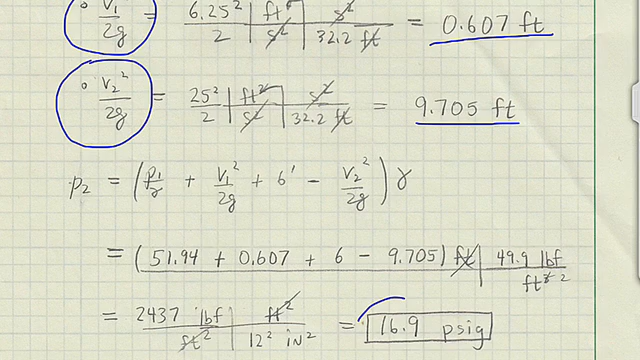 ° v₁²/2g = 6.25²/2 | ft²/s² | s²/32.2 ft = 0.607 ft
° v₂²/2g = 25²/2 | ft²/s² | s²/32.2 ft = 9.705 ft
p₂ = (p₁/γ + v₁²/2g + 6' − v₂²/2g) γ
= (51.94 + 0.607 + 6 − 9.705) ft | 49.9 lbf/ft³ ²
= 2437 lbf/ft² | ft²/12² in² = 16.9 psig